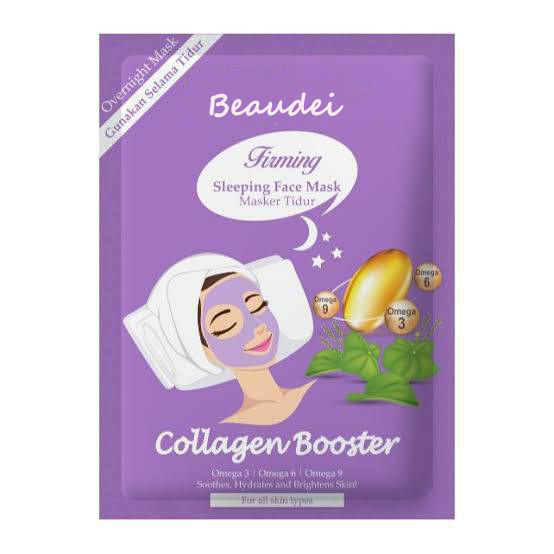 Overnight Mask
Gunakan Selama Tidur
Beaudei
Firming
Sleeping Face Mask
Masker Tidur
Omega
6
Omega
9
Omega
3
Collagen Booster
Omega 3 | Omega 6 | Omega 9
Soothes, Hydrates and Brightens Skin!
For all skin types